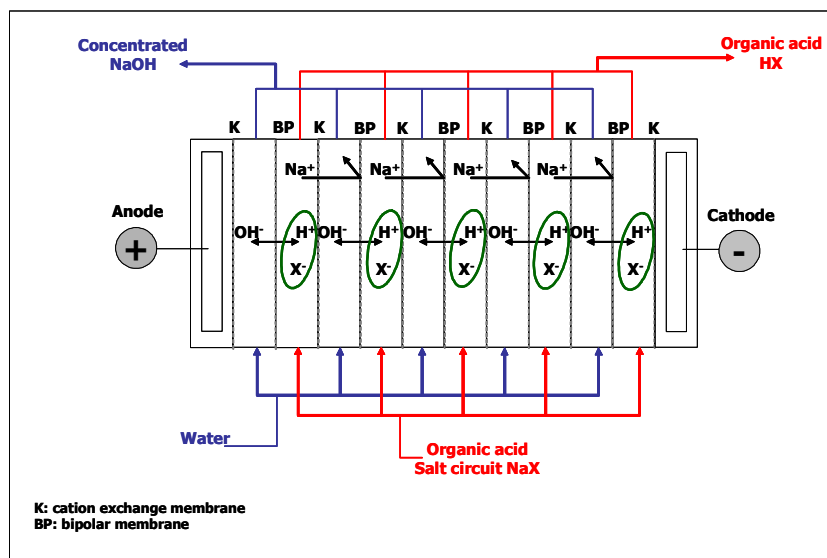 Concentrated
NaOH
Organic acid
HX
K BP K BP K BP K BP K BP K
Na⁺ Na⁺ Na⁺ Na⁺
Anode
Cathode
+
-
OH⁻ H⁺ OH⁻ H⁺ OH⁻ H⁺ OH⁻ H⁺ OH⁻ H⁺
X⁻ X⁻ X⁻ X⁻ X⁻
Water
Organic acid
Salt circuit NaX
K: cation exchange membrane
BP: bipolar membrane